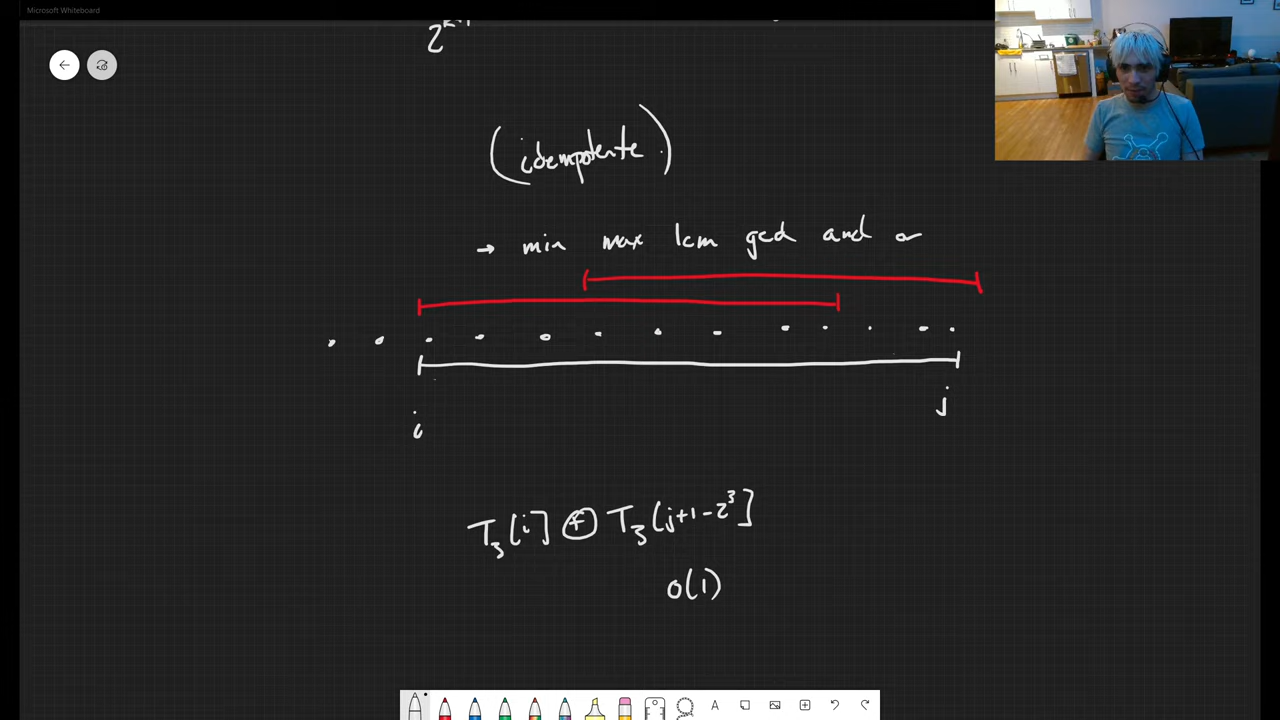 Microsoft Whiteboard
(idempotente)
→ min max lcm gcd and or
i
j
T₃[i] ⊕ T₃[j+1-2³]
O(1)
A